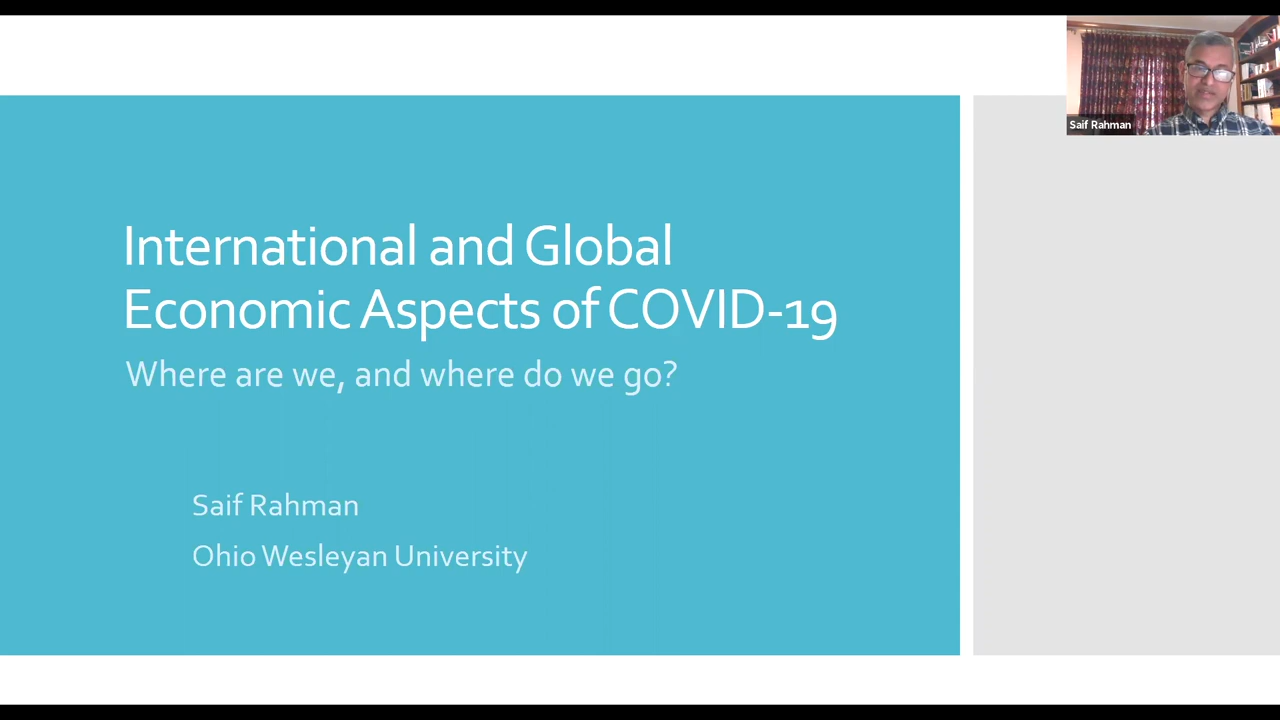 Saif Rahman
International and Global
Economic Aspects of COVID-19
Where are we, and where do we go?
Saif Rahman
Ohio Wesleyan University